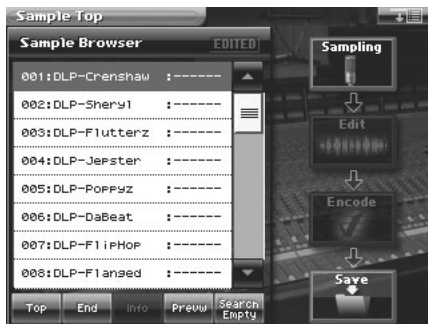 Sample Top
Sample Browser EDITED
001:DLP-Crenshaw :------
002:DLP-Sheryl :------
003:DLP-Flutterz :------
004:DLP-Jepster :------
005:DLP-Poppyz :------
006:DLP-DaBeat :------
007:DLP-FlipHop :------
008:DLP-Flanged :------
Top End Info Prevw Search Empty
Sampling
Edit
Encode
Save